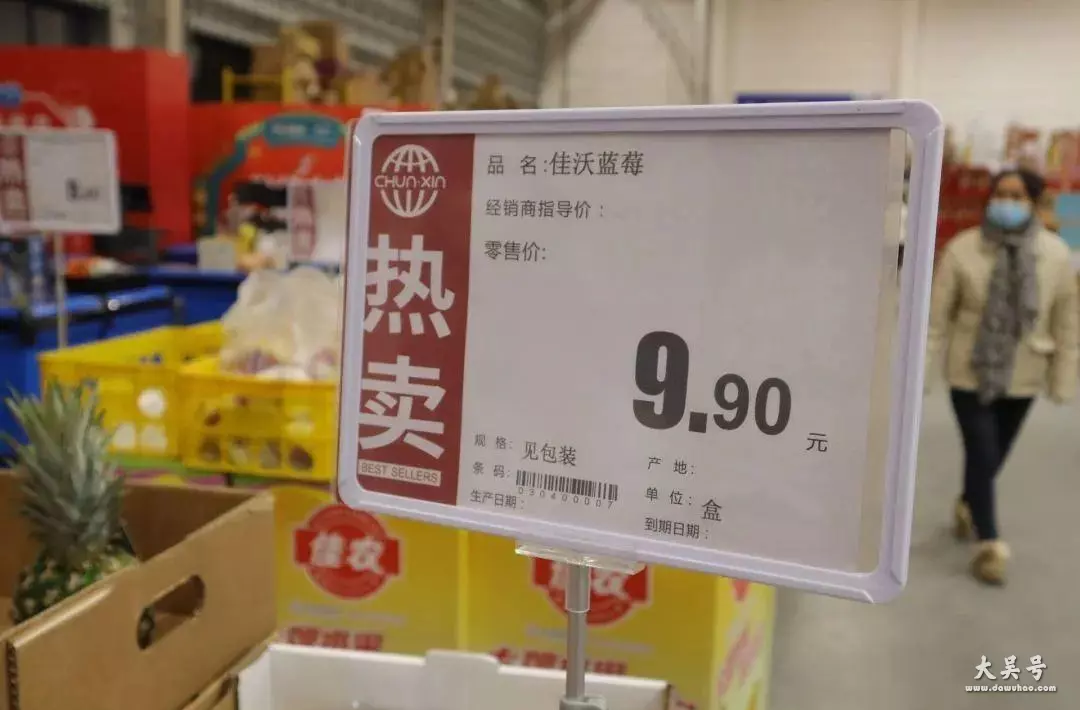 CHUN·XIN
热
卖
BEST SELLERS
品 名:佳沃蓝莓
经销商指导价：
零售价:
9.90 元
规 格： 见包装
条 码：
090400007
生产日期：
产 地：
单 位：盒
到期日期：
佳农
佳农
大吴号
www.dawuhao.com